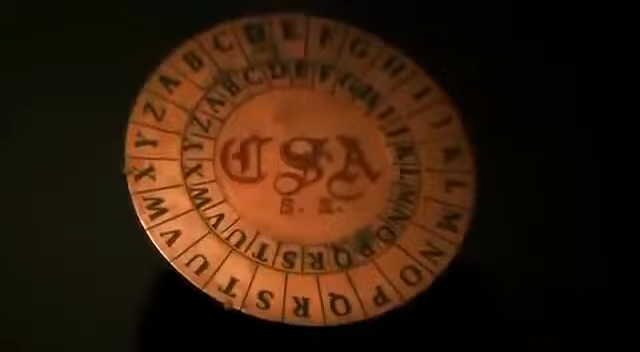 A B C D E F G H I J K L M N O P Q R S T U V W X Y Z
A B C D E F G H I J K L M N O P Q R S T U V W X Y Z
CSA
S. S.